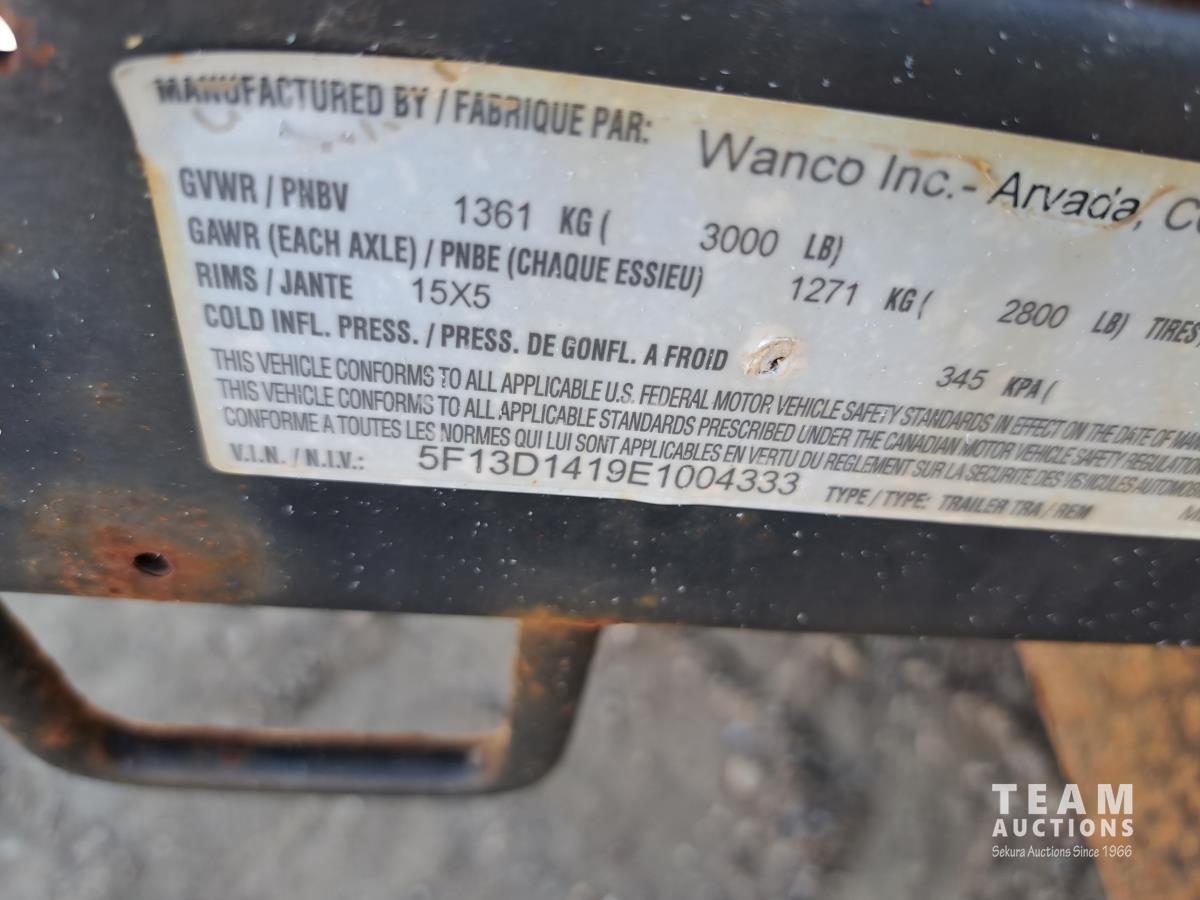 MANUFACTURED BY / FABRIQUE PAR: Wanco Inc.- Arvada,
GVWR / PNBV 1361 KG ( 3000 LB)
GAWR (EACH AXLE) / PNBE (CHAQUE ESSIEU) 1271 KG ( 2800 LB) TIRES
RIMS / JANTE 15X5
COLD INFL. PRESS. / PRESS. DE GONFL. A FROID 345 KPA (
THIS VEHICLE CONFORMS TO ALL APPLICABLE U.S. FEDERAL MOTOR VEHICLE SAFETY STANDARDS IN EFFECT ON THE DATE OF
THIS VEHICLE CONFORMS TO ALL APPLICABLE STANDARDS PRESCRIBED UNDER THE CANADIAN MOTOR VEHICLE SAFETY
CONFORME A TOUTES LES NORMES QUI LUI SONT APPLICABLES EN VERTU DU REGLEMENT SUR LA SECURITE DES VEHICULES
V.I.N. / N.I.V.: 5F13D1419E1004333 TYPE / TYPE: TRAILER TRA / REM
TEAM
AUCTIONS
Sekura Auctions Since 1966